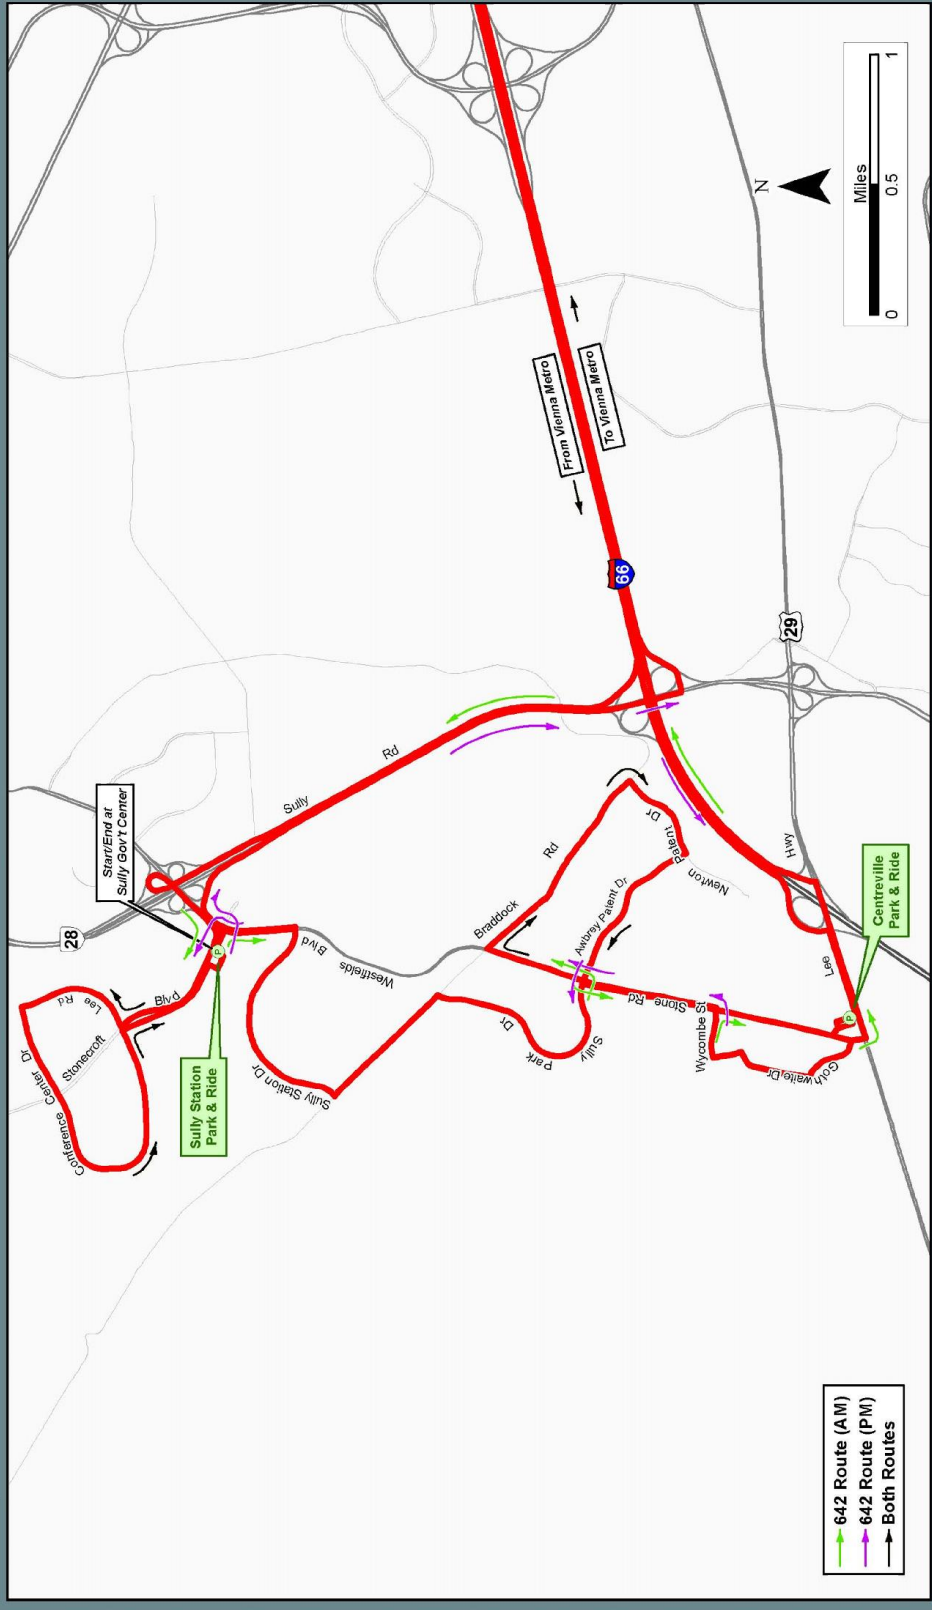 28
Start/End at
Sully Gov't Center
Sully
Rd
From Vienna Metro
To Vienna Metro
66
N
Miles
0
0.5
1
29
Conference Center Dr
Lee Rd
Stonecroft
Blvd
P
Sully Station
Park & Ride
Westfields
Blvd
Sully Station Dr
Braddock
Rd
Newton
Patent
Dr
Awbrey Patent Dr
Sully
Park
Dr
Stone Rd
Wycombe St
Gothwaite Dr
Lee
Hwy
P
Centreville
Park & Ride
642 Route (AM)
642 Route (PM)
Both Routes